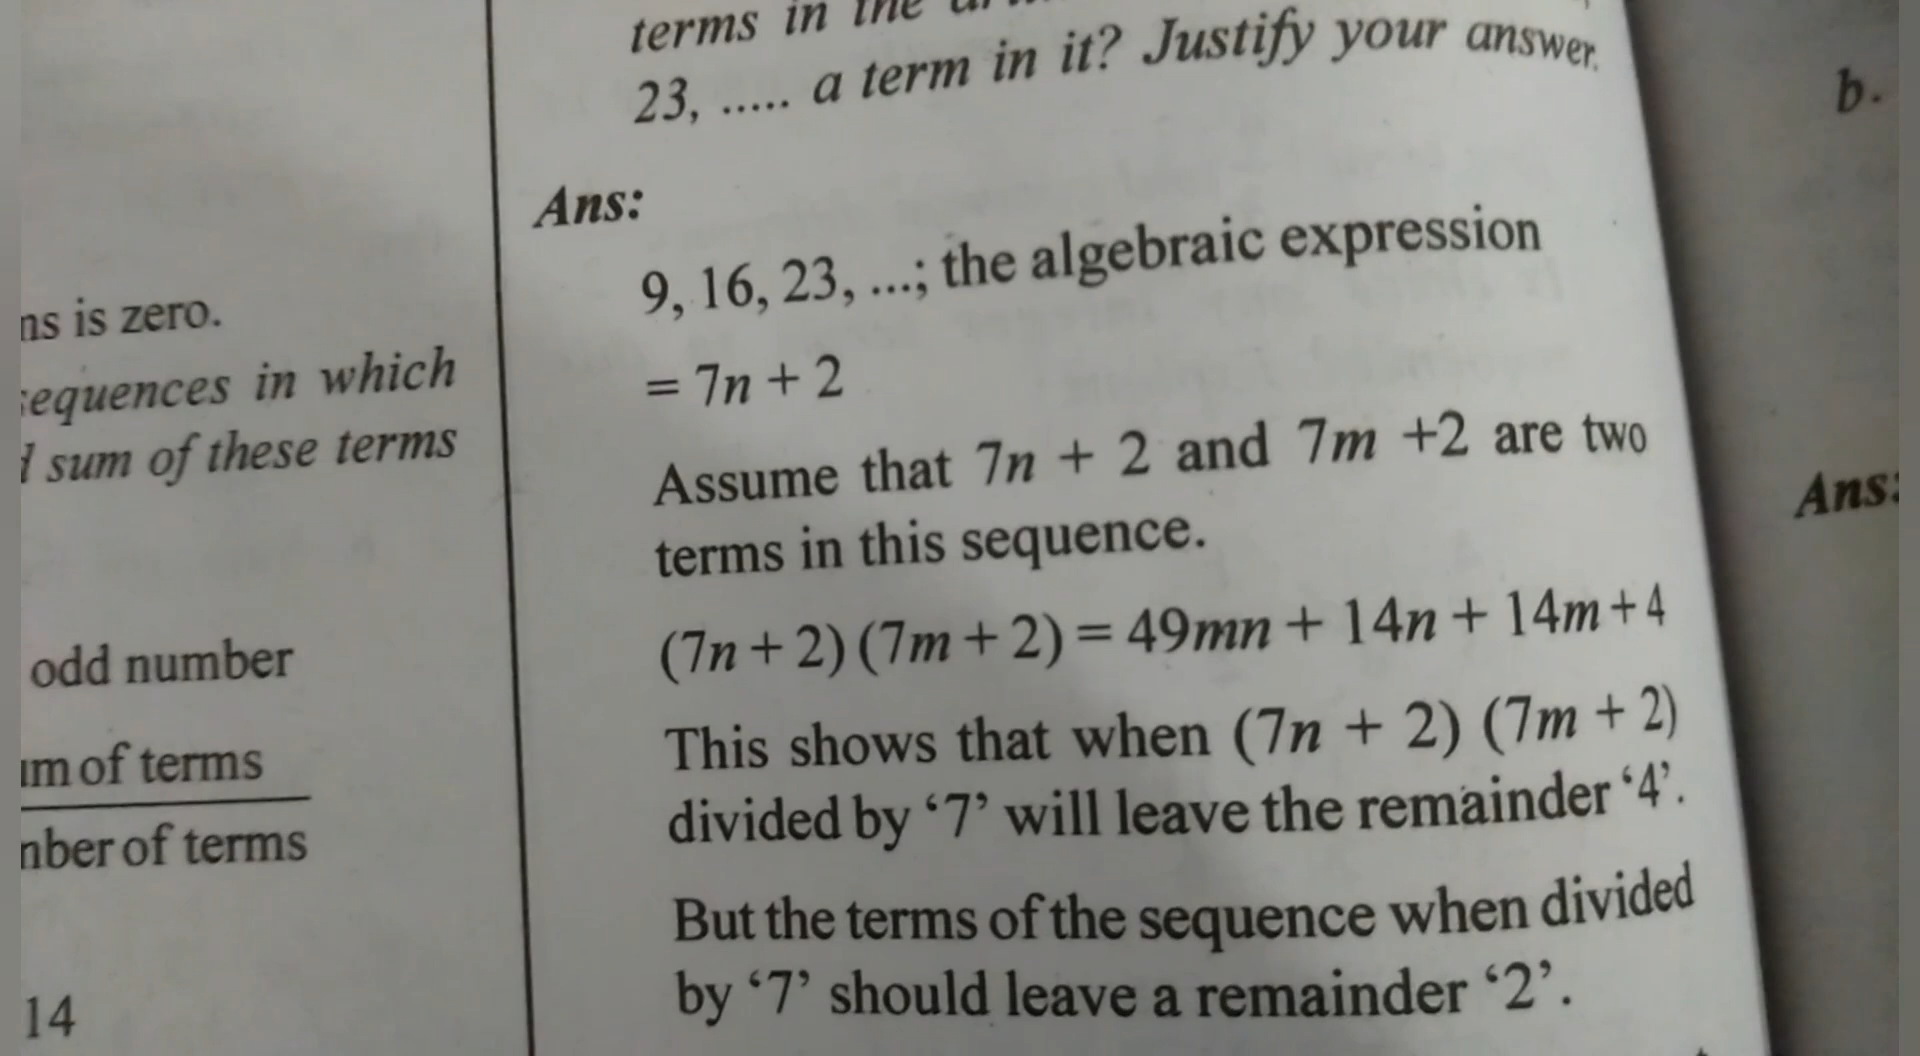 is zero.
in which
sum of these terms
odd number
of terms
of terms
14
terms in
23, ..... a term in it? Justify your answer.
Ans:
9, 16, 23, ...; the algebraic expression
= 7n + 2
Assume that 7n + 2 and 7m +2 are two
terms in this sequence.
(7n + 2) (7m + 2) = 49mn + 14n + 14m + 4
This shows that when (7n + 2) (7m + 2)
divided by ‘7’ will leave the remainder ‘4’.
But the terms of the sequence when divided
by ‘7’ should leave a remainder ‘2’.
b.
Ans: